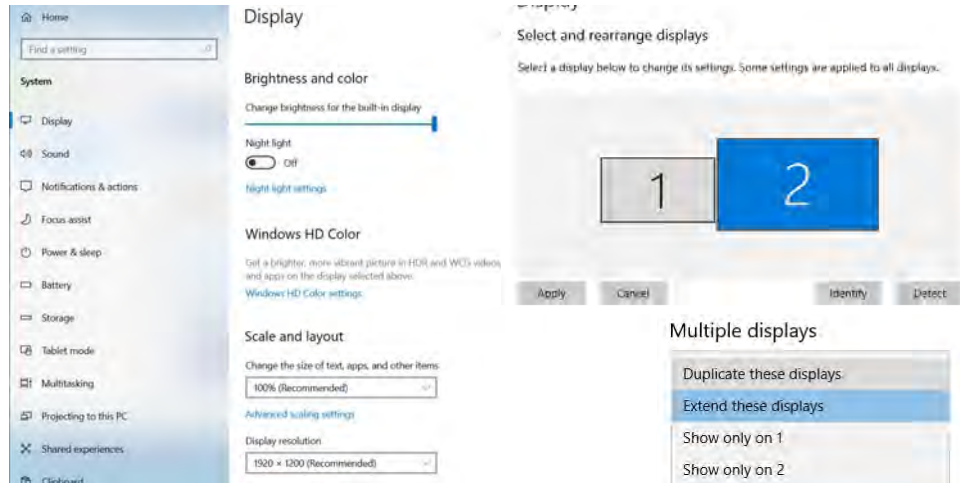 Home
Find a setting
System
Display
Sound
Notifications & actions
Focus assist
Power & sleep
Battery
Storage
Tablet mode
Multitasking
Projecting to this PC
Shared experiences
Clipboard
Display
Brightness and color
Change brightness for the built-in display
Night light
Off
Night light settings
Windows HD Color
Get a brighter, more vibrant picture in HDR and WCG videos
and apps on the display selected above.
Windows HD Color settings
Scale and layout
Change the size of text, apps, and other items
100% (Recommended)
Advanced scaling settings
Display resolution
1920 × 1200 (Recommended)
Display
Select and rearrange displays
Select a display below to change its settings. Some settings are applied to all displays.
1
2
Apply Cancel Identify Detect
Multiple displays
Duplicate these displays
Extend these displays
Show only on 1
Show only on 2